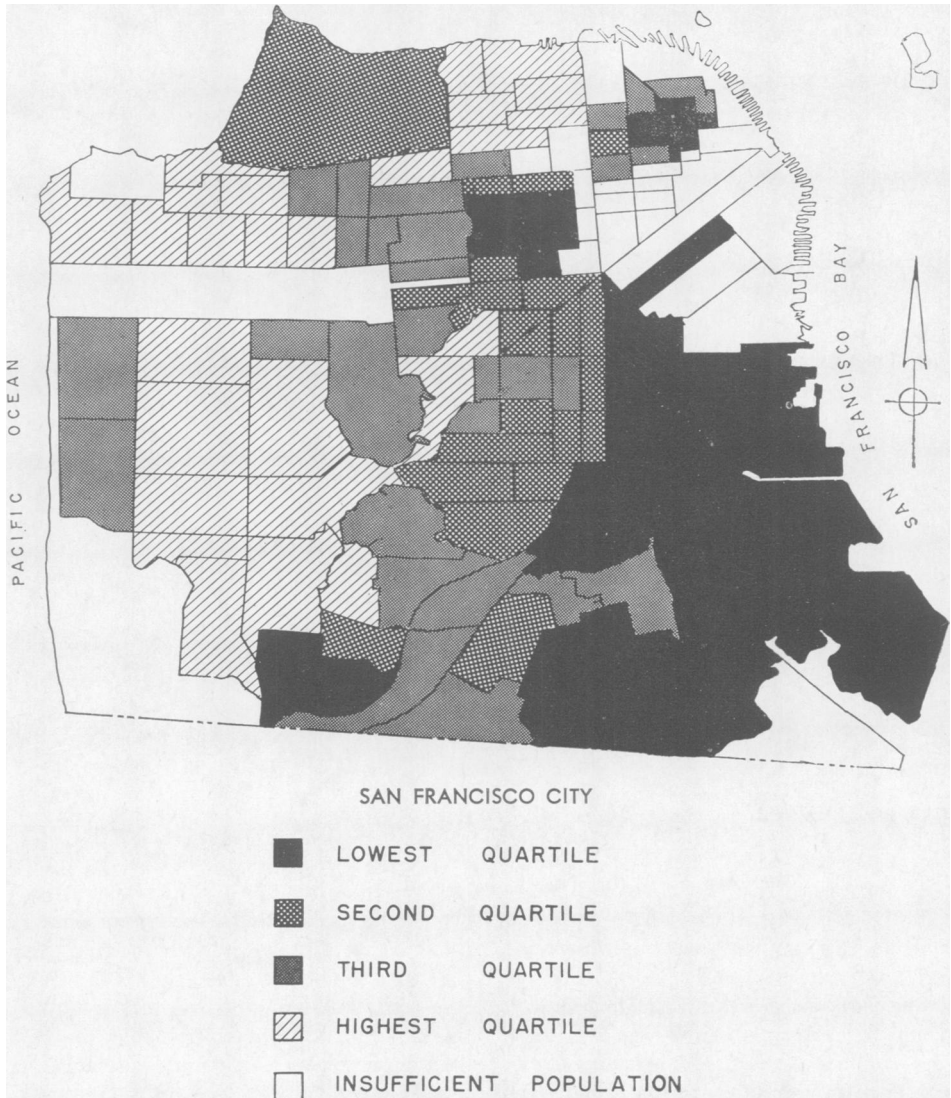 PACIFIC OCEAN
SAN FRANCISCO BAY
SAN FRANCISCO CITY
LOWEST QUARTILE
SECOND QUARTILE
THIRD QUARTILE
HIGHEST QUARTILE
INSUFFICIENT POPULATION